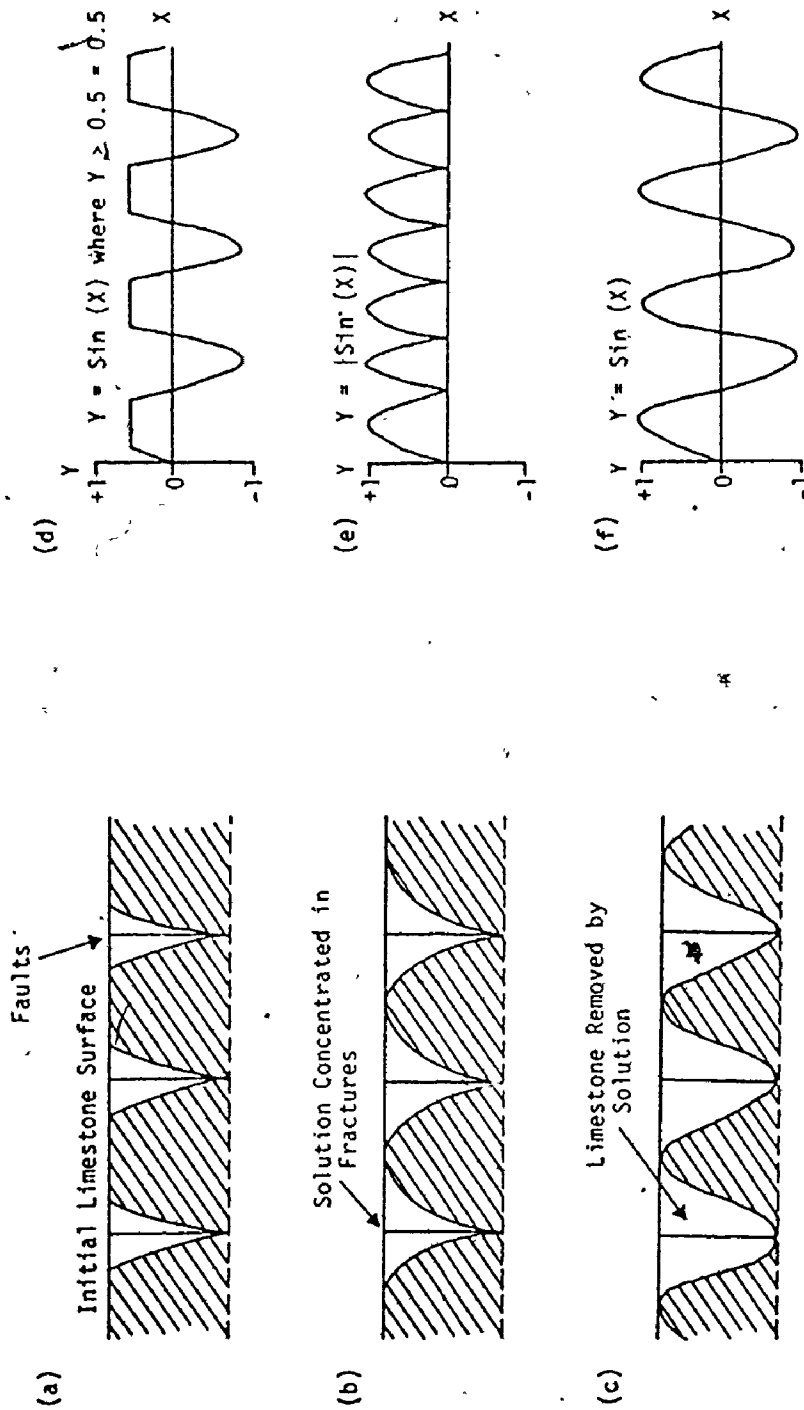 (a)
Faults
Initial Limestone Surface
(b)
Solution Concentrated in
Fractures
(c)
Limestone Removed by
Solution
(d)
Y
Y = Sin (X) where Y ≥ 0.5 = 0.5
+1
0
-1
X
(e)
Y
Y = |Sin (X)|
+1
0
-1
X
(f)
Y
Y = Sin (X)
+1
0
-1
X